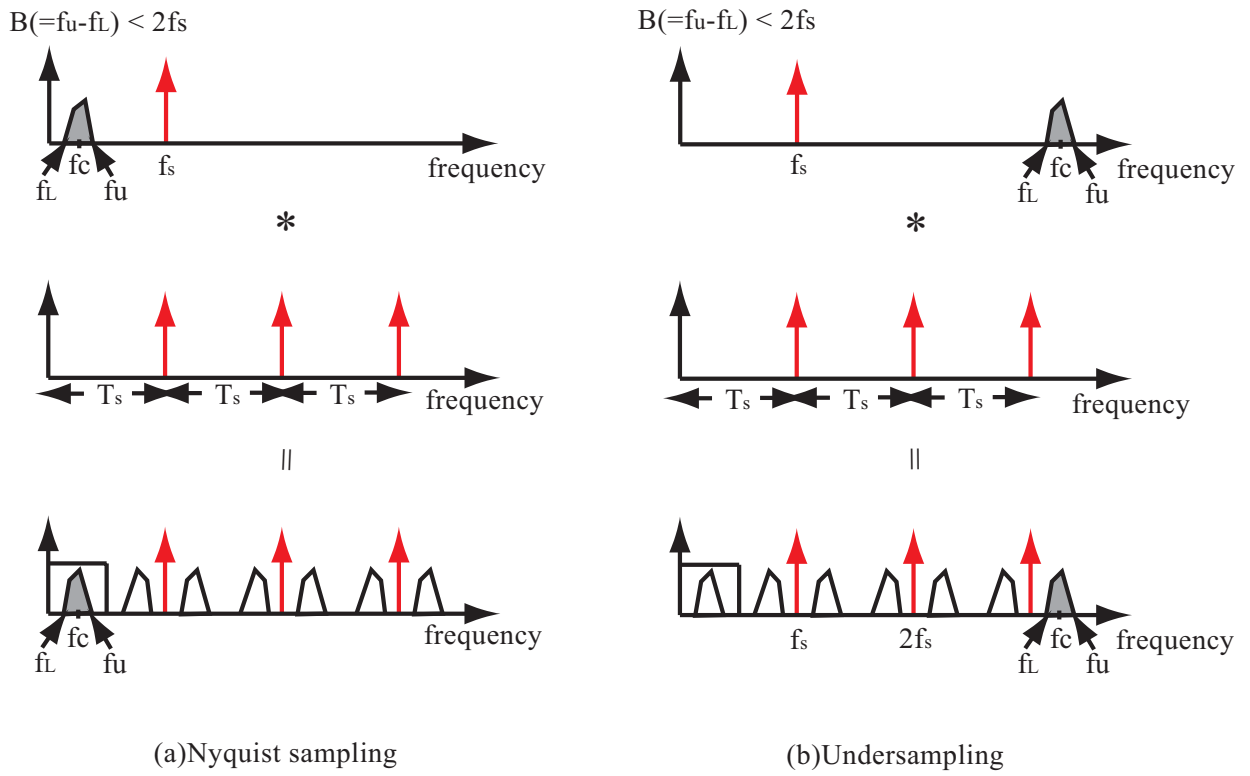 B(=fu-fL) < 2fs
fs
fc
frequency
fL
fu
*
Ts
Ts
Ts
frequency
=
fc
frequency
fL
fu
(a)Nyquist sampling
B(=fu-fL) < 2fs
fs
fc
frequency
fL
fu
*
Ts
Ts
Ts
frequency
=
fs
2fs
fc
frequency
fL
fu
(b)Undersampling